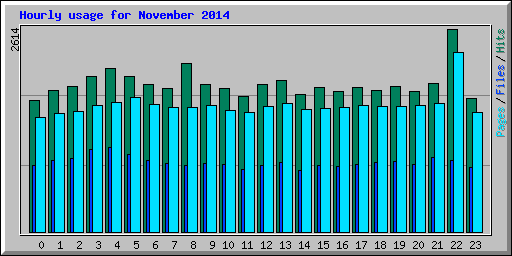 Hourly usage for November 2014
2614
Pages/Files/Hits
0 1 2 3 4 5 6 7 8 9 10 11 12 13 14 15 16 17 18 19 20 21 22 23